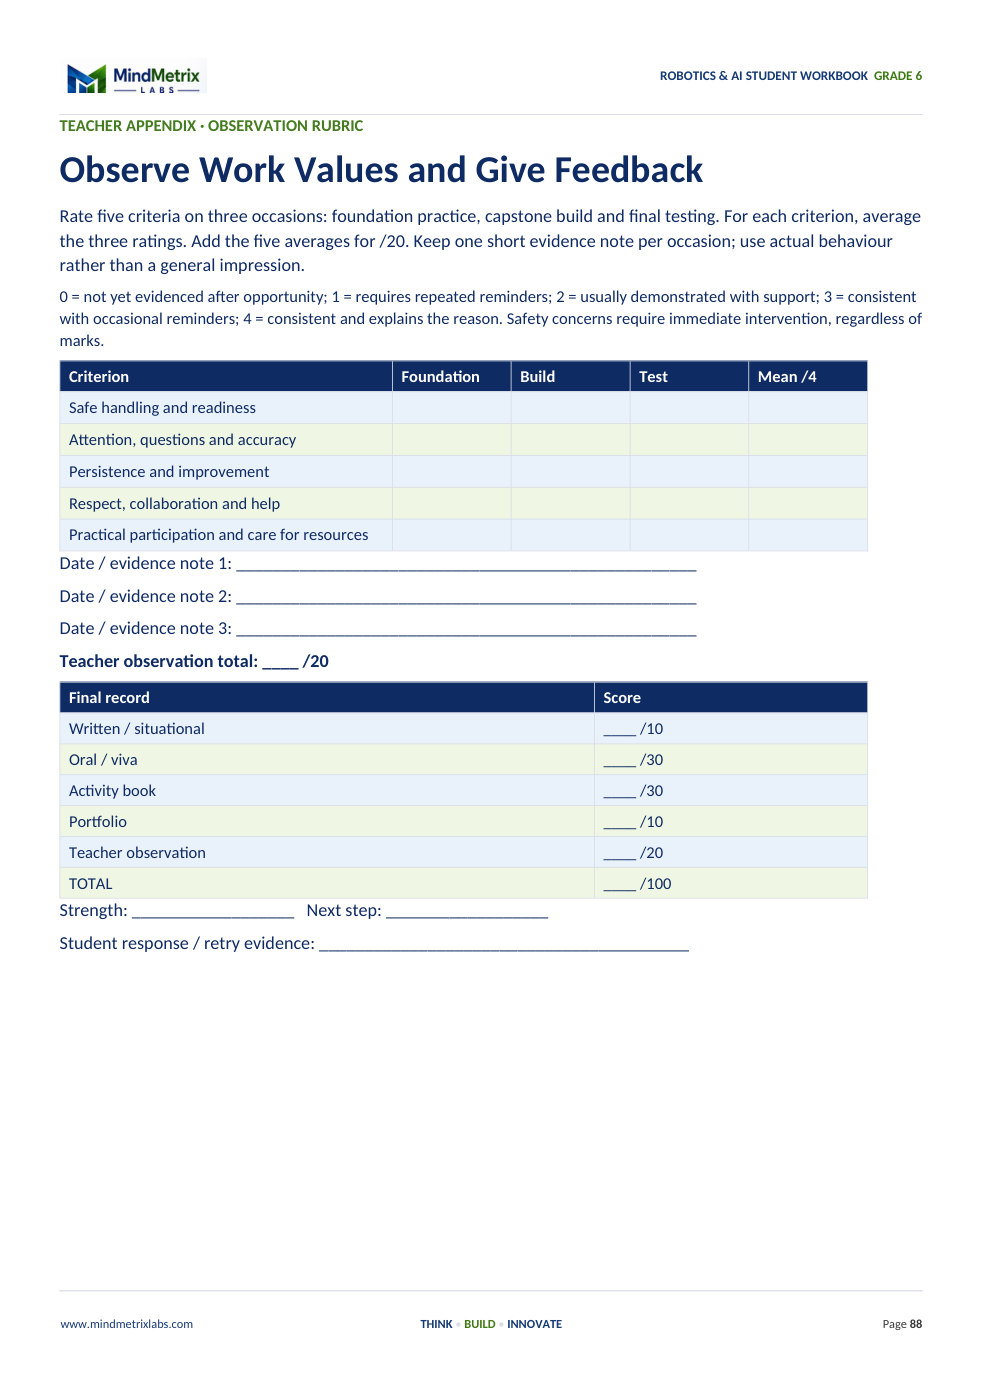 MindMetrix
LABS
ROBOTICS & AI STUDENT WORKBOOK GRADE 6
TEACHER APPENDIX · OBSERVATION RUBRIC
Observe Work Values and Give Feedback
Rate five criteria on three occasions: foundation practice, capstone build and final testing. For each criterion, average
the three ratings. Add the five averages for /20. Keep one short evidence note per occasion; use actual behaviour
rather than a general impression.
0 = not yet evidenced after opportunity; 1 = requires repeated reminders; 2 = usually demonstrated with support; 3 = consistent
with occasional reminders; 4 = consistent and explains the reason. Safety concerns require immediate intervention, regardless of
marks.
Criterion Foundation Build Test Mean /4
Safe handling and readiness
Attention, questions and accuracy
Persistence and improvement
Respect, collaboration and help
Practical participation and care for resources
Date / evidence note 1: ___________________________________________________
Date / evidence note 2: ___________________________________________________
Date / evidence note 3: ___________________________________________________
Teacher observation total: ____ /20
Final record Score
Written / situational ____ /10
Oral / viva ____ /30
Activity book ____ /30
Portfolio ____ /10
Teacher observation ____ /20
TOTAL ____ /100
Strength: __________________ Next step: __________________
Student response / retry evidence: _________________________________________
www.mindmetrixlabs.com THINK • BUILD • INNOVATE Page 88